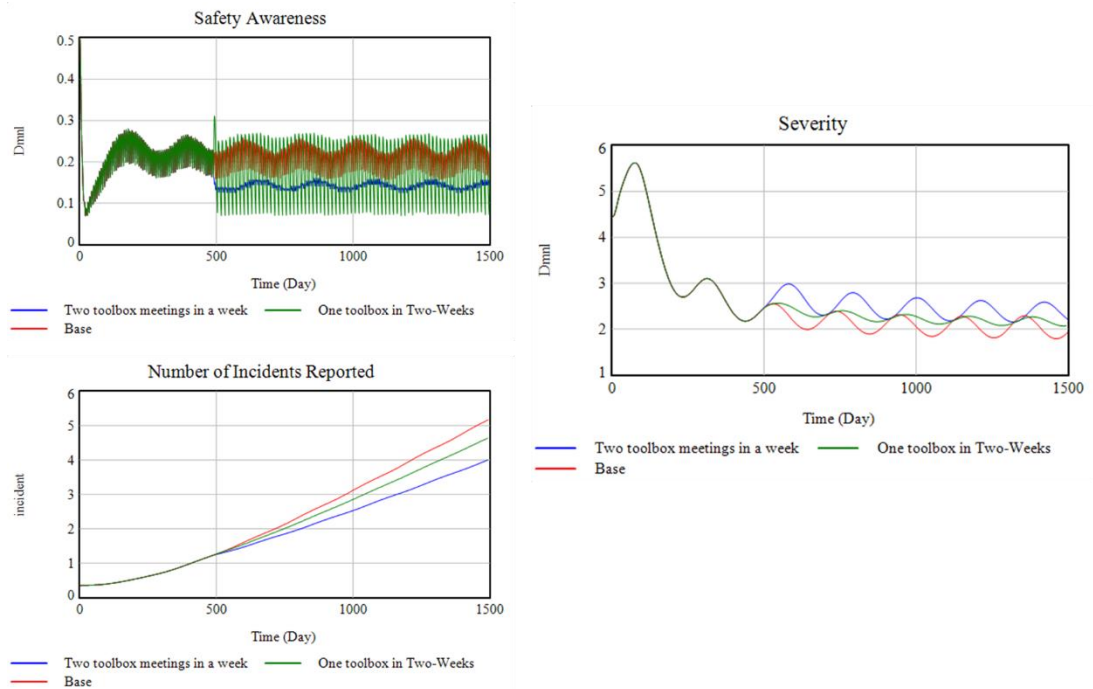 Safety Awareness
0.5
0.4
0.3
0.2
0.1
0
Dmnl
0 500 1000 1500
Time (Day)
Two toolbox meetings in a week One toolbox in Two-Weeks
Base
Number of Incidents Reported
6
5
4
3
2
1
0
incident
0 500 1000 1500
Time (Day)
Two toolbox meetings in a week One toolbox in Two-Weeks
Base
Severity
6
5
4
3
2
1
Dmnl
0 500 1000 1500
Time (Day)
Two toolbox meetings in a week One toolbox in Two-Weeks
Base